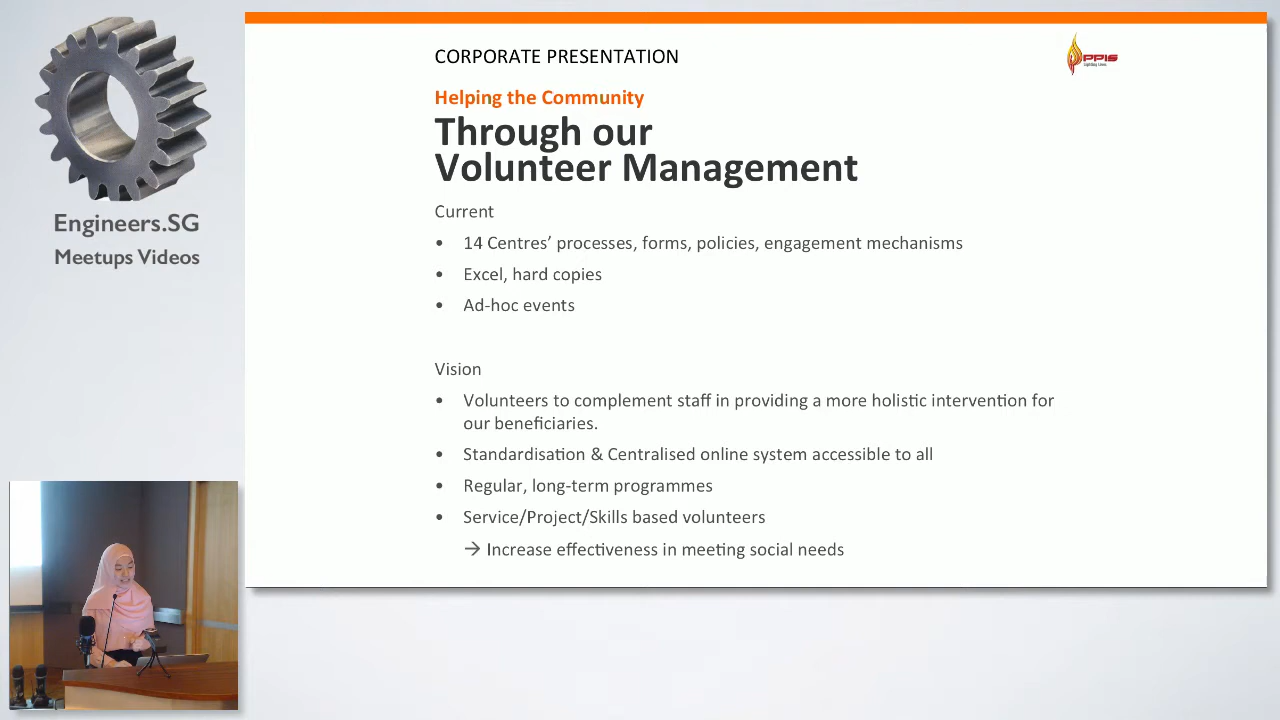 Engineers.SG
Meetups Videos
CORPORATE PRESENTATION
PPIS
Lighting Lives
Helping the Community
Through our
Volunteer Management
Current
• 14 Centres’ processes, forms, policies, engagement mechanisms
• Excel, hard copies
• Ad-hoc events
Vision
• Volunteers to complement staff in providing a more holistic intervention for
our beneficiaries.
• Standardisation & Centralised online system accessible to all
• Regular, long-term programmes
• Service/Project/Skills based volunteers
→ Increase effectiveness in meeting social needs